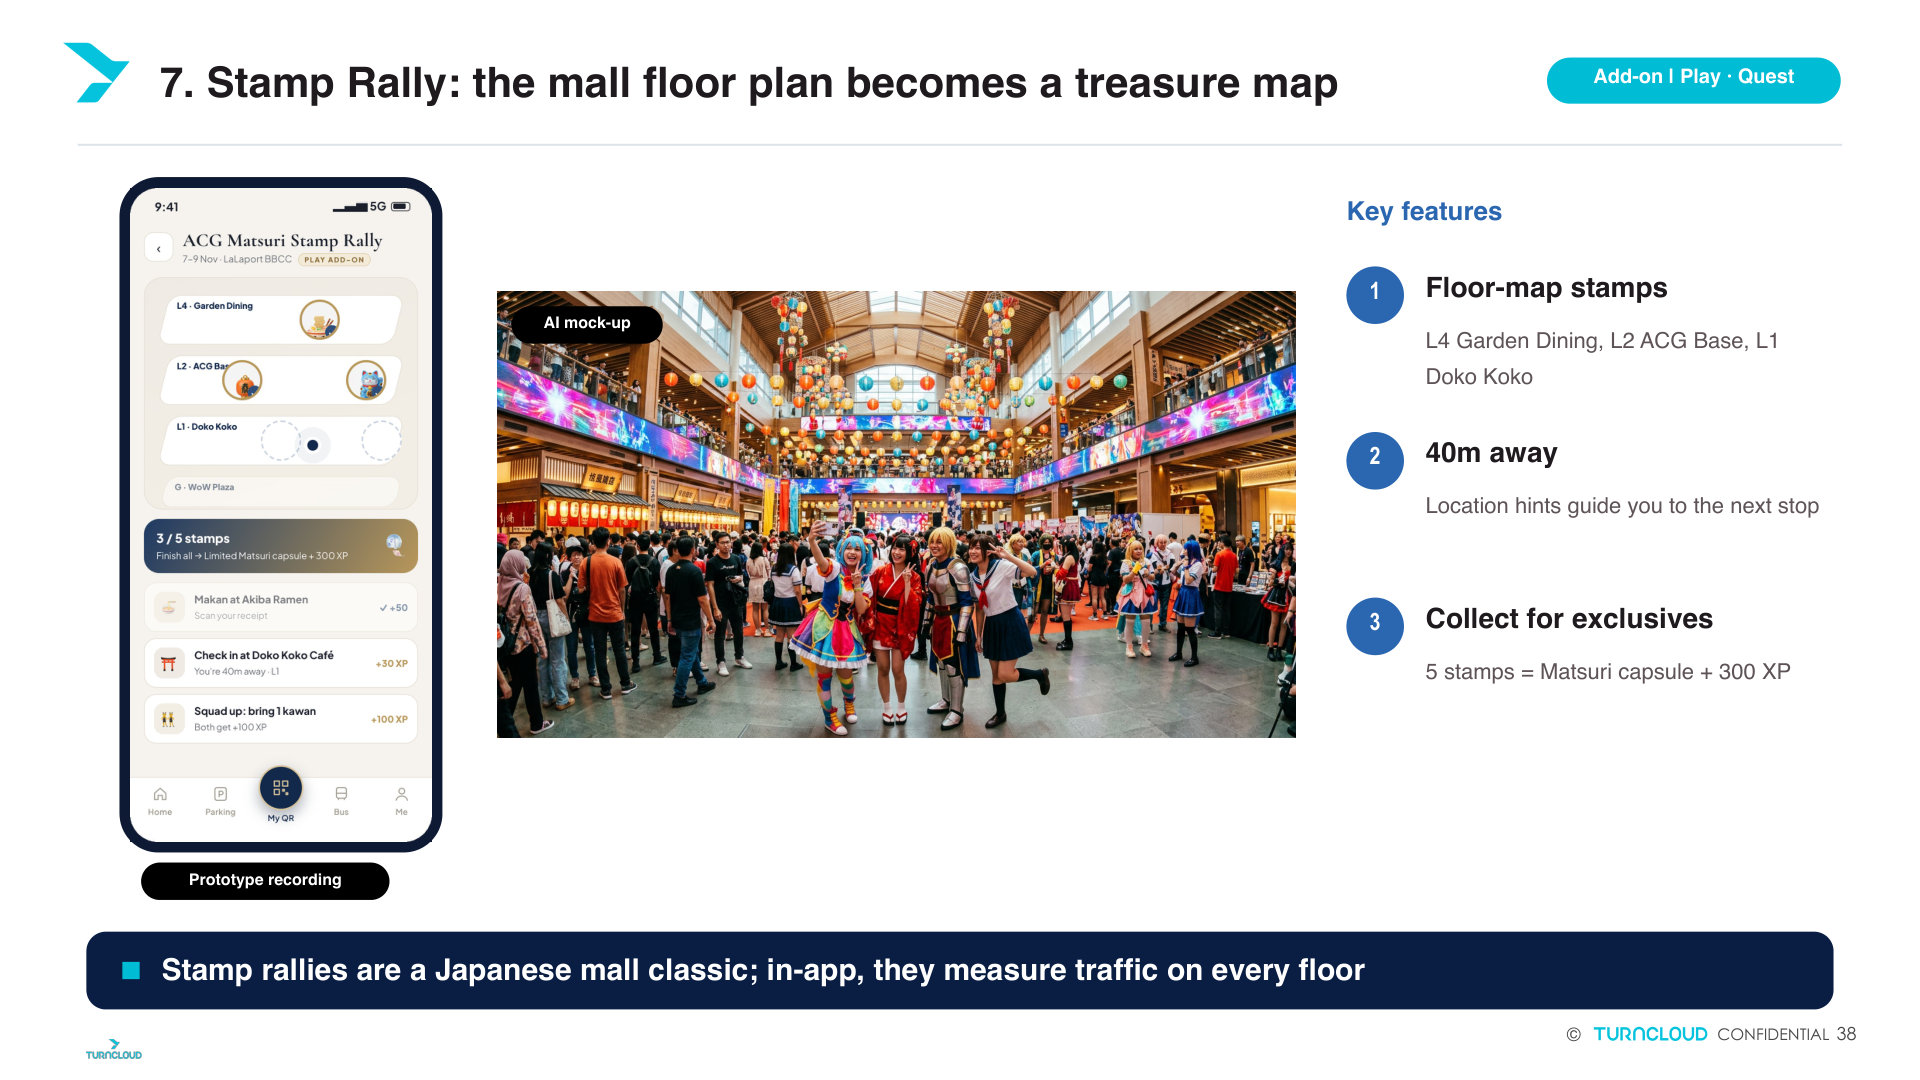 7. Stamp Rally: the mall floor plan becomes a treasure map
Add-on | Play · Quest
9:41
5G
ACG Matsuri Stamp Rally
7–9 Nov · LaLaport BBCC
PLAY ADD-ON
L4 · Garden Dining
L2 · ACG Bas
L1 · Doko Koko
G · WoW Plaza
3 / 5 stamps
Finish all → Limited Matsuri capsule + 300 XP
Makan at Akiba Ramen
Scan your receipt
✓ +50
Check in at Doko Koko Café
You're 40m away · L1
+30 XP
Squad up: bring 1 kawan
Both get +100 XP
+100 XP
Home
Parking
My QR
Bus
Me
Prototype recording
AI mock-up
Key features
1
Floor-map stamps
L4 Garden Dining, L2 ACG Base, L1
Doko Koko
2
40m away
Location hints guide you to the next stop
3
Collect for exclusives
5 stamps = Matsuri capsule + 300 XP
Stamp rallies are a Japanese mall classic; in-app, they measure traffic on every floor
TURNCLOUD
© TURNCLOUD CONFIDENTIAL 38